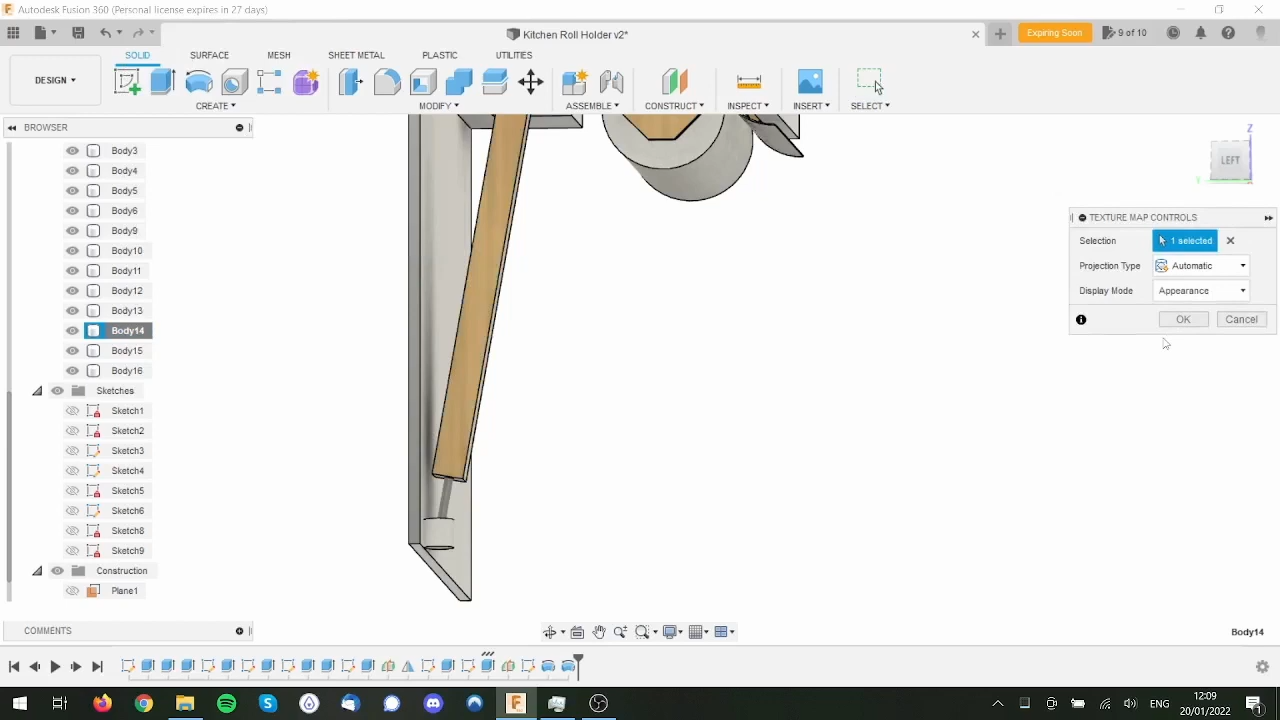 Autodesk Fusion 360 (Personal license expires in 27 days)
Kitchen Roll Holder v2*
Expiring Soon
9 of 10
DESIGN
SOLID
SURFACE
MESH
SHEET METAL
PLASTIC
UTILITIES
CREATE
MODIFY
ASSEMBLE
CONSTRUCT
INSPECT
INSERT
SELECT
BROWSER
Body3
Body4
Body5
Body6
Body9
Body10
Body11
Body12
Body13
Body14
Body15
Body16
Sketches
Sketch1
Sketch2
Sketch3
Sketch4
Sketch5
Sketch6
Sketch8
Sketch9
Construction
Plane1
Z
LEFT
Y
TEXTURE MAP CONTROLS
Selection
1 selected
Projection Type
Automatic
Display Mode
Appearance
OK
Cancel
COMMENTS
Body14
ENG
12:09
20/01/2022